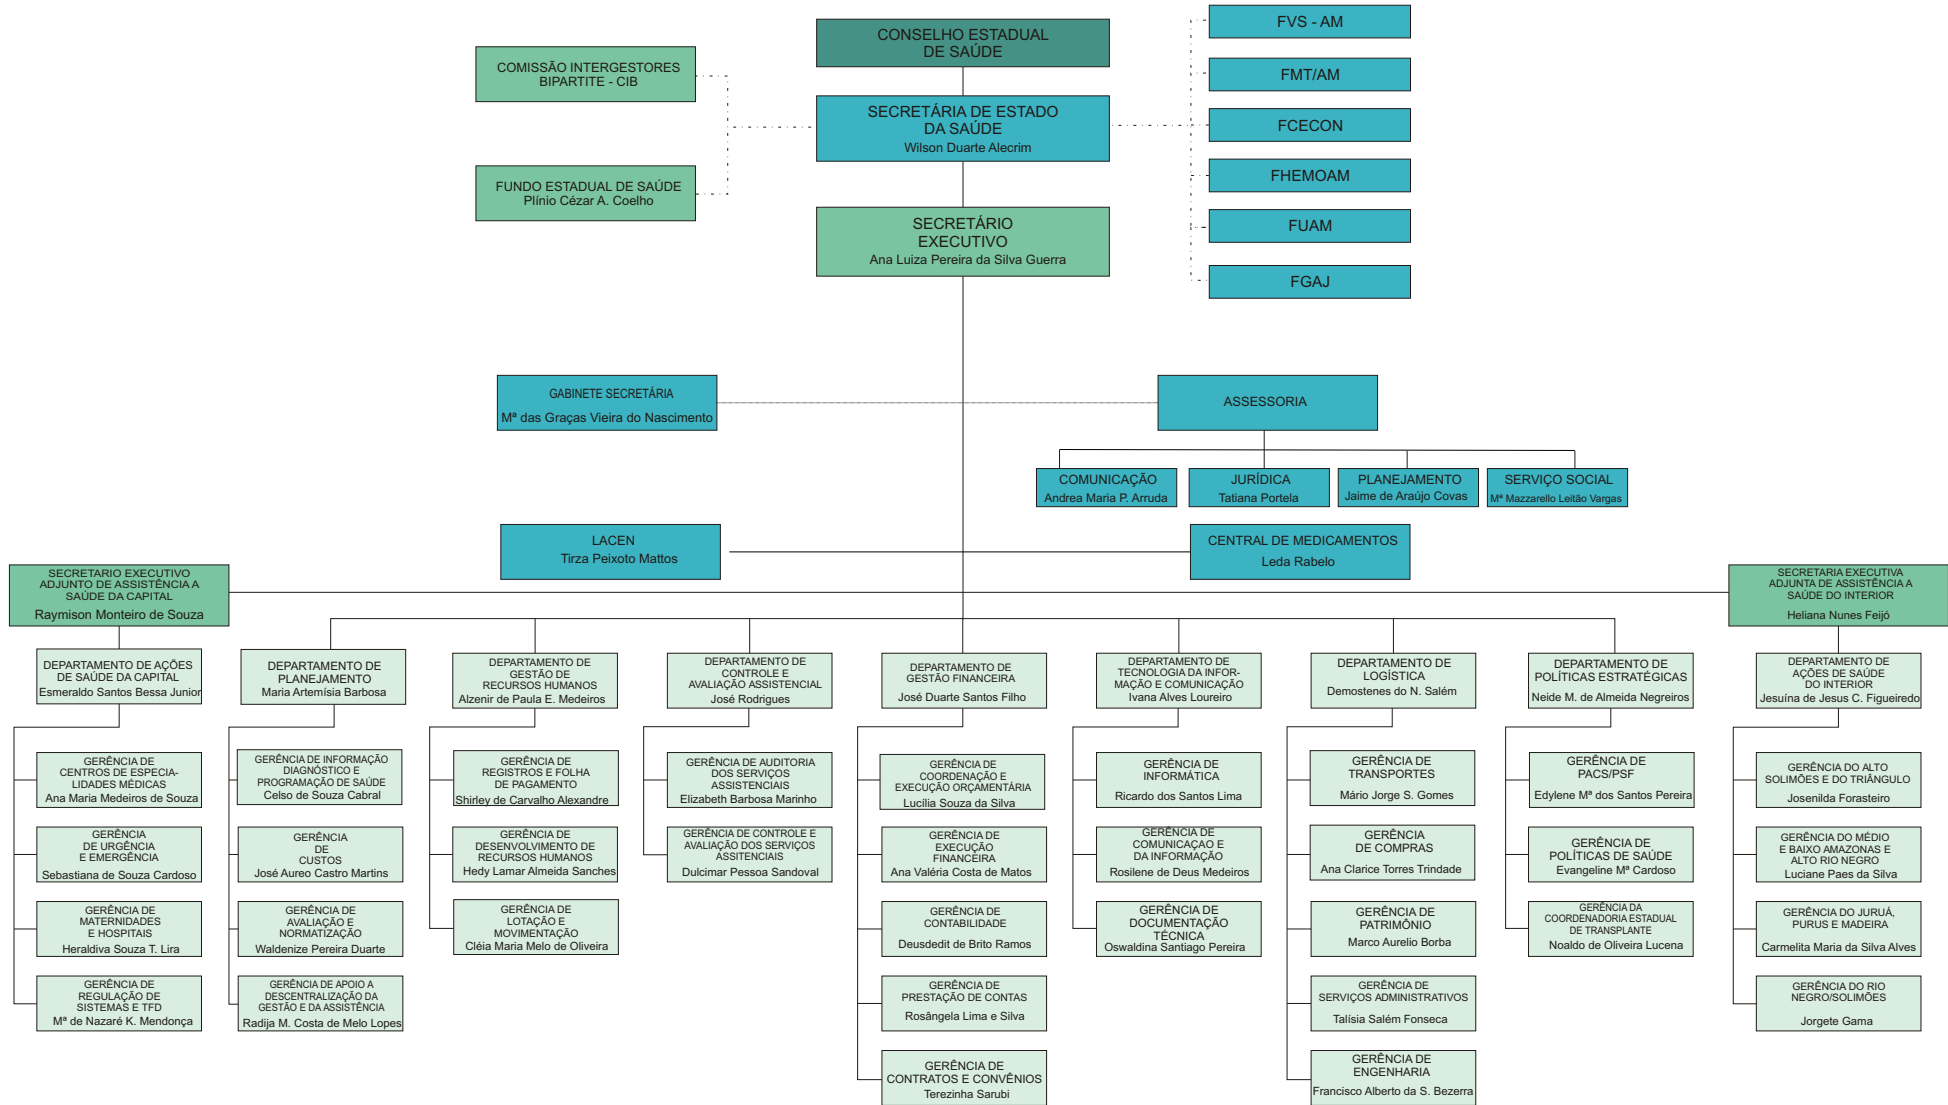 CONSELHO ESTADUAL
DE SAÚDE
COMISSÃO INTERGESTORES
BIPARTITE - CIB
SECRETÁRIA DE ESTADO
DA SAÚDE
Wilson Duarte Alecrim
FUNDO ESTADUAL DE SAÚDE
Plínio Cézar A. Coelho
SECRETÁRIO
EXECUTIVO
Ana Luiza Pereira da Silva Guerra
FVS - AM
FMT/AM
FCECON
FHEMOAM
FUAM
FGAJ
GABINETE SECRETÁRIA
Mª das Graças Vieira do Nascimento
ASSESSORIA
COMUNICAÇÃO
Andrea Maria P. Arruda
JURÍDICA
Tatiana Portela
PLANEJAMENTO
Jaime de Araújo Covas
SERVIÇO SOCIAL
Mª Mazzarello Leitão Vargas
LACEN
Tirza Peixoto Mattos
CENTRAL DE MEDICAMENTOS
Leda Rabelo
SECRETARIO EXECUTIVO
ADJUNTO DE ASSISTÊNCIA A
SAÚDE DA CAPITAL
Raymison Monteiro de Souza
SECRETARIA EXECUTIVA
ADJUNTA DE ASSISTÊNCIA A
SAÚDE DO INTERIOR
Heliana Nunes Feijó
DEPARTAMENTO DE AÇÕES
DE SAÚDE DA CAPITAL
Esmeraldo Santos Bessa Junior
GERÊNCIA DE
CENTROS DE ESPECIA-
LIDADES MÉDICAS
Ana Maria Medeiros de Souza
GERÊNCIA
DE URGÊNCIA
E EMERGÊNCIA
Sebastiana de Souza Cardoso
GERÊNCIA DE
MATERNIDADES
E HOSPITAIS
Heraldiva Souza T. Lira
GERÊNCIA DE
REGULAÇÃO DE
SISTEMAS E TFD
Mª de Nazaré K. Mendonça
DEPARTAMENTO DE
PLANEJAMENTO
Maria Artemísia Barbosa
GERÊNCIA DE INFORMAÇÃO
DIAGNÓSTICO E
PROGRAMAÇÃO DE SAÚDE
Celso de Souza Cabral
GERÊNCIA
DE
CUSTOS
José Aureo Castro Martins
GERÊNCIA DE
AVALIAÇÃO E
NORMATIZAÇÃO
Waldenize Pereira Duarte
GERÊNCIA DE APOIO A
DESCENTRALIZAÇÃO DA
GESTÃO E DA ASSISTÊNCIA
Radija M. Costa de Melo Lopes
DEPARTAMENTO DE
GESTÃO DE
RECURSOS HUMANOS
Alzenir de Paula E. Medeiros
GERÊNCIA DE
REGISTROS E FOLHA
DE PAGAMENTO
Shirley de Carvalho Alexandre
GERÊNCIA DE
DESENVOLVIMENTO DE
RECURSOS HUMANOS
Hedy Lamar Almeida Sanches
GERÊNCIA DE
LOTAÇÃO E
MOVIMENTAÇÃO
Cléia Maria Melo de Oliveira
DEPARTAMENTO DE
CONTROLE E
AVALIAÇÃO ASSISTENCIAL
José Rodrigues
GERÊNCIA DE AUDITORIA
DOS SERVIÇOS
ASSISTENCIAIS
Elizabeth Barbosa Marinho
GERÊNCIA DE CONTROLE E
AVALIAÇÃO DOS SERVIÇOS
ASSITENCIAIS
Dulcimar Pessoa Sandoval
DEPARTAMENTO DE
GESTÃO FINANCEIRA
José Duarte Santos Filho
GERÊNCIA DE
COORDENAÇÃO E
EXECUÇÃO ORÇAMENTÁRIA
Lucília Souza da Silva
GERÊNCIA DE
EXECUÇÃO
FINANCEIRA
Ana Valéria Costa de Matos
GERÊNCIA DE
CONTABILIDADE
Deusdedit de Brito Ramos
GERÊNCIA DE
PRESTAÇÃO DE CONTAS
Rosângela Lima e Silva
GERÊNCIA DE
CONTRATOS E CONVÊNIOS
Terezinha Sarubi
DEPARTAMENTO DE
TECNOLOGIA DA INFOR-
MAÇÃO E COMUNICAÇÃO
Ivana Alves Loureiro
GERÊNCIA DE
INFORMÁTICA
Ricardo dos Santos Lima
GERÊNCIA DE
COMUNICAÇAO E
DA INFORMAÇÃO
Rosilene de Deus Medeiros
GERÊNCIA DE
DOCUMENTAÇÃO
TÉCNICA
Oswaldina Santiago Pereira
DEPARTAMENTO DE
LOGÍSTICA
Demostenes do N. Salém
GERÊNCIA DE
TRANSPORTES
Mário Jorge S. Gomes
GERÊNCIA
DE COMPRAS
Ana Clarice Torres Trindade
GERÊNCIA DE
PATRIMÔNIO
Marco Aurelio Borba
GERÊNCIA DE
SERVIÇOS ADMINISTRATIVOS
Talísia Salém Fonseca
GERÊNCIA DE
ENGENHARIA
Francisco Alberto da S. Bezerra
DEPARTAMENTO DE
POLÍTICAS ESTRATÉGICAS
Neide M. de Almeida Negreiros
GERÊNCIA DE
PACS/PSF
Edylene Mª dos Santos Pereira
GERÊNCIA DE
POLÍTICAS DE SAÚDE
Evangeline Mª Cardoso
GERÊNCIA DA
COORDENADORIA ESTADUAL
DE TRANSPLANTE
Noaldo de Oliveira Lucena
DEPARTAMENTO DE
AÇÕES DE SAÚDE
DO INTERIOR
Jesuína de Jesus C. Figueiredo
GERÊNCIA DO ALTO
SOLIMÕES E DO TRIÂNGULO
Josenilda Forasteiro
GERÊNCIA DO MÉDIO
E BAIXO AMAZONAS E
ALTO RIO NEGRO
Luciane Paes da Silva
GERÊNCIA DO JURUÁ,
PURUS E MADEIRA
Carmelita Maria da Silva Alves
GERÊNCIA DO RIO
NEGRO/SOLIMÕES
Jorgete Gama